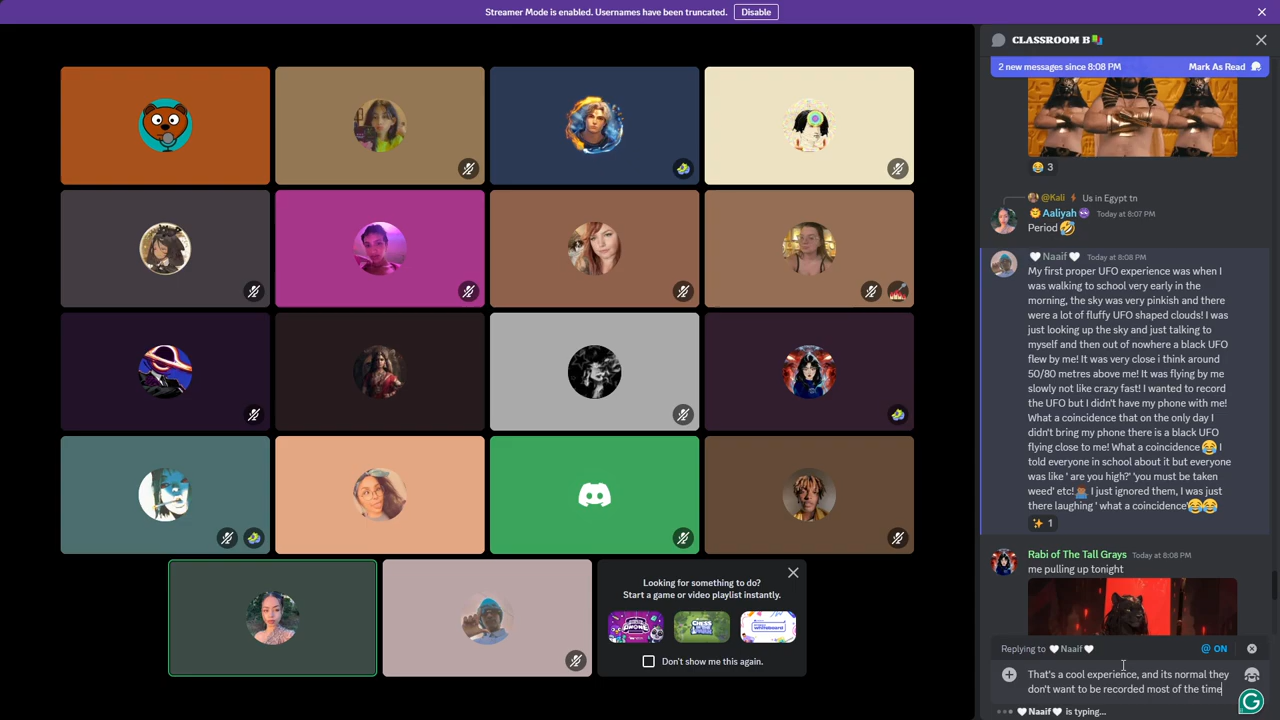 Streamer Mode is enabled. Usernames have been truncated.
Disable
CLASSROOM B
2 new messages since 8:08 PM
Mark As Read
😂 3
@Kali Us in Egypt tn
🌞 Aaliyah 👾 Today at 8:07 PM
Period 🤣
🤍 Naaif 🤍 Today at 8:08 PM
My first proper UFO experience was when I
was walking to school very early in the
morning, the sky was very pinkish and there
were a lot of fluffy UFO shaped clouds! I was
just looking up the sky and just talking to
myself and then out of nowhere a black UFO
flew by me! It was very close i think around
50/80 metres above me! It was flying by me
slowly not like crazy fast! I wanted to record
the UFO but I didn't have my phone with me!
What a coincidence that on the only day I
didn't bring my phone there is a black UFO
flying close to me! What a coincidence 😂 I
told everyone in school about it but everyone
was like ' are you high?' 'you must be taken
weed' etc! I just ignored them, I was just
there laughing ' what a coincidence'😂😂
✨ 1
Rabi of The Tall Grays Today at 8:08 PM
me pulling up tonight
Looking for something to do?
Start a game or video playlist instantly.
Don't show me this again.
Replying to 🤍 Naaif 🤍
@ ON
That's a cool experience, and its normal they
don't want to be recorded most of the time
🤍 Naaif 🤍 is typing...